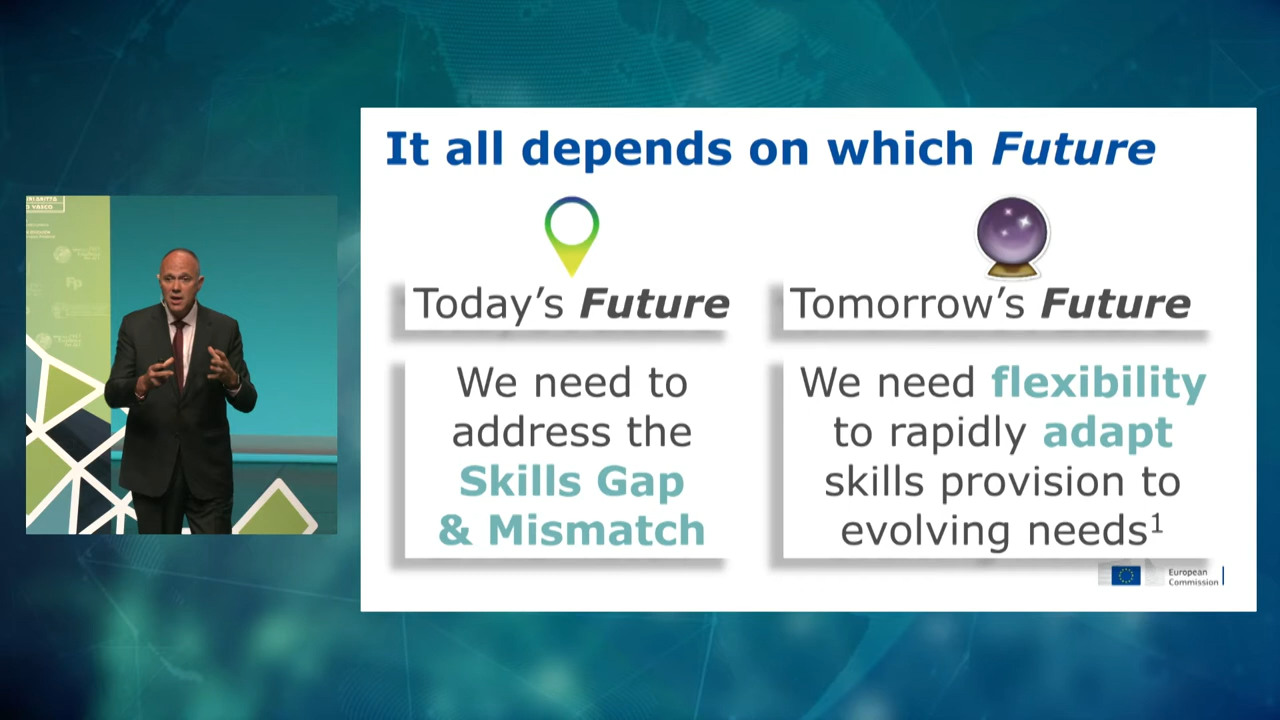 It all depends on which Future
Today's Future
Tomorrow's Future
We need to
address the
Skills Gap
& Mismatch
We need flexibility
to rapidly adapt
skills provision to
evolving needs¹
European
Commission
Fp